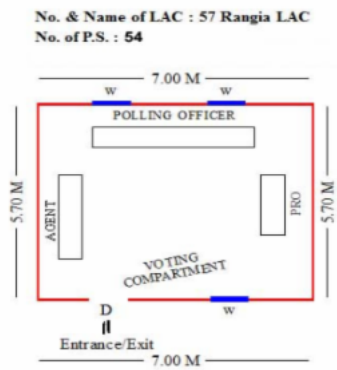 No. & Name of LAC : 57 Rangia LAC
No. of P.S. : 54
7.00 M
W W
POLLING OFFICER
5.70 M
AGENT
PRO
5.70 M
VOTING
COMPARTMENT
D
W
Entrance/Exit
7.00 M